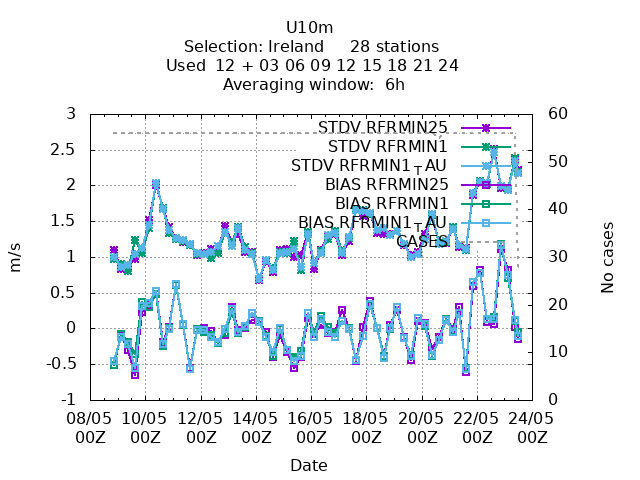 U10m
Selection: Ireland     28 stations
Used  12 + 03 06 09 12 15 18 21 24
Averaging window:  6h
3 60
STDV RFRMIN25
STDV RFRMIN1
2.5 50
STDV RFRMIN1_TAU
BIAS RFRMIN25
2 40
BIAS RFRMIN1
BIAS RFRMIN1_TAU
1.5
CASES
30
1
0.5 20
0
10
-0.5
-1 0
m/s
No cases
08/05 10/05 12/05 14/05 16/05 18/05 20/05 22/05 24/05
00Z 00Z 00Z 00Z 00Z 00Z 00Z 00Z 00Z
Date